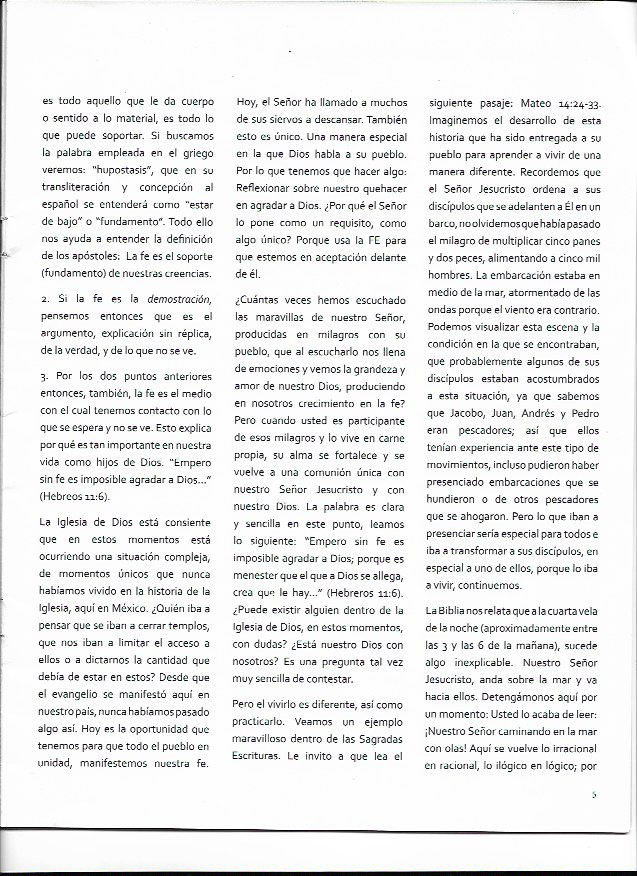 es todo aquello que le da cuerpo
o sentido a lo material, es todo lo
que puede soportar. Si buscamos
la palabra empleada en el griego
veremos: "hupostasis", que en su
transliteración y concepción al
español se entenderá como "estar
de bajo" o "fundamento". Todo ello
nos ayuda a entender la definición
de los apóstoles: La fe es el soporte
(fundamento) de nuestras creencias.
2. Si la fe es la demostración,
pensemos entonces que es el
argumento, explicación sin réplica,
de la verdad, y de lo que no se ve.
3. Por los dos puntos anteriores
entonces, también, la fe es el medio
con el cual tenemos contacto con lo
que se espera y no se ve. Esto explica
por qué es tan importante en nuestra
vida como hijos de Dios. "Empero
sin fe es imposible agradar a Dios..."
(Hebreos 11:6).
La Iglesia de Dios está consiente
que en estos momentos está
ocurriendo una situación compleja,
de momentos únicos que nunca
habíamos vivido en la historia de la
Iglesia, aquí en México. ¿Quién iba a
pensar que se iban a cerrar templos,
que nos iban a limitar el acceso a
ellos o a dictarnos la cantidad que
debía de estar en estos? Desde que
el evangelio se manifestó aquí en
nuestro país, nunca habíamos pasado
algo así. Hoy es la oportunidad que
tenemos para que todo el pueblo en
unidad, manifestemos nuestra fe.
Hoy, el Señor ha llamado a muchos
de sus siervos a descansar. También
esto es único. Una manera especial
en la que Dios habla a su pueblo.
Por lo que tenemos que hacer algo:
Reflexionar sobre nuestro quehacer
en agradar a Dios. ¿Por qué el Señor
lo pone como un requisito, como
algo único? Porque usa la FE para
que estemos en aceptación delante
de él.
¿Cuántas veces hemos escuchado
las maravillas de nuestro Señor,
producidas en milagros con su
pueblo, que al escucharlo nos llena
de emociones y vemos la grandeza y
amor de nuestro Dios, produciendo
en nosotros crecimiento en la fe?
Pero cuando usted es participante
de esos milagros y lo vive en carne
propia, su alma se fortalece y se
vuelve a una comunión única con
nuestro Señor Jesucristo y con
nuestro Dios. La palabra es clara
y sencilla en este punto, leamos
lo siguiente: "Empero sin fe es
imposible agradar a Dios; porque es
menester que el que a Dios se allega,
crea que le hay..." (Hebreros 11:6).
¿Puede existir alguien dentro de la
Iglesia de Dios, en estos momentos,
con dudas? ¿Está nuestro Dios con
nosotros? Es una pregunta tal vez
muy sencilla de contestar.
Pero el vivirlo es diferente, así como
practicarlo. Veamos un ejemplo
maravilloso dentro de las Sagradas
Escrituras. Le invito a que lea el
siguiente pasaje: Mateo 14:24-33.
Imaginemos el desarrollo de esta
historia que ha sido entregada a su
pueblo para aprender a vivir de una
manera diferente. Recordemos que
el Señor Jesucristo ordena a sus
discípulos que se adelanten a Él en un
barco, no olvidemos que había pasado
el milagro de multiplicar cinco panes
y dos peces, alimentando a cinco mil
hombres. La embarcación estaba en
medio de la mar, atormentado de las
ondas porque el viento era contrario.
Podemos visualizar esta escena y la
condición en la que se encontraban,
que probablemente algunos de sus
discípulos estaban acostumbrados
a esta situación, ya que sabemos
que Jacobo, Juan, Andrés y Pedro
eran pescadores; así que ellos
tenían experiencia ante este tipo de
movimientos, incluso pudieron haber
presenciado embarcaciones que se
hundieron o de otros pescadores
que se ahogaron. Pero lo que iban a
presenciar sería especial para todos e
iba a transformar a sus discípulos, en
especial a uno de ellos, porque lo iba
a vivir, continuemos.
La Biblia nos relata que a la cuarta vela
de la noche (aproximadamente entre
las 3 y las 6 de la mañana), sucede
algo inexplicable. Nuestro Señor
Jesucristo, anda sobre la mar y va
hacia ellos. Detengámonos aquí por
un momento: Usted lo acaba de leer:
¡Nuestro Señor caminando en la mar
con olas! Aquí se vuelve lo irracional
en racional, lo ilógico en lógico; por
5